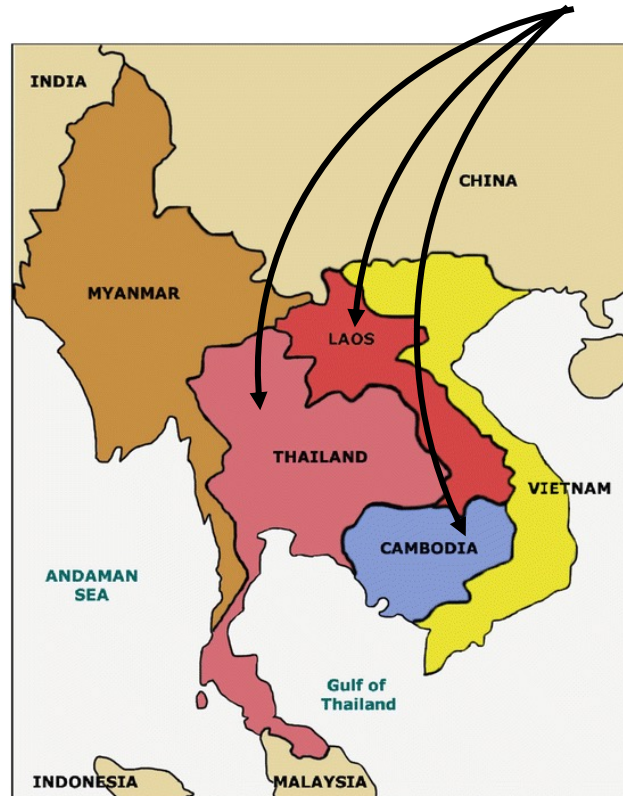 INDIA
CHINA
MYANMAR
LAOS
THAILAND
VIETNAM
CAMBODIA
ANDAMAN
SEA
Gulf of
Thailand
INDONESIA
MALAYSIA